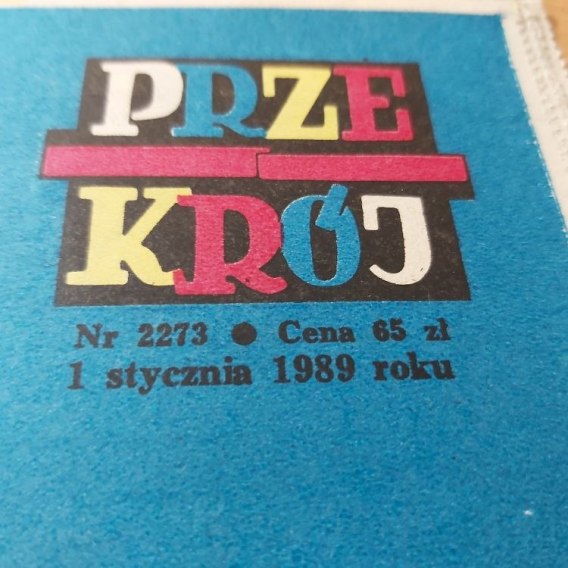 PRZE
KRÓJ
Nr 2273 ● Cena 65 zł
1 stycznia 1989 roku